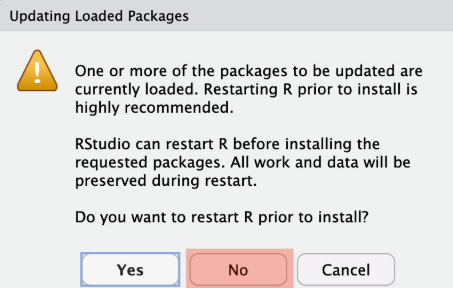 Updating Loaded Packages
One or more of the packages to be updated are
currently loaded. Restarting R prior to install is
highly recommended.
RStudio can restart R before installing the
requested packages. All work and data will be
preserved during restart.
Do you want to restart R prior to install?
Yes No Cancel